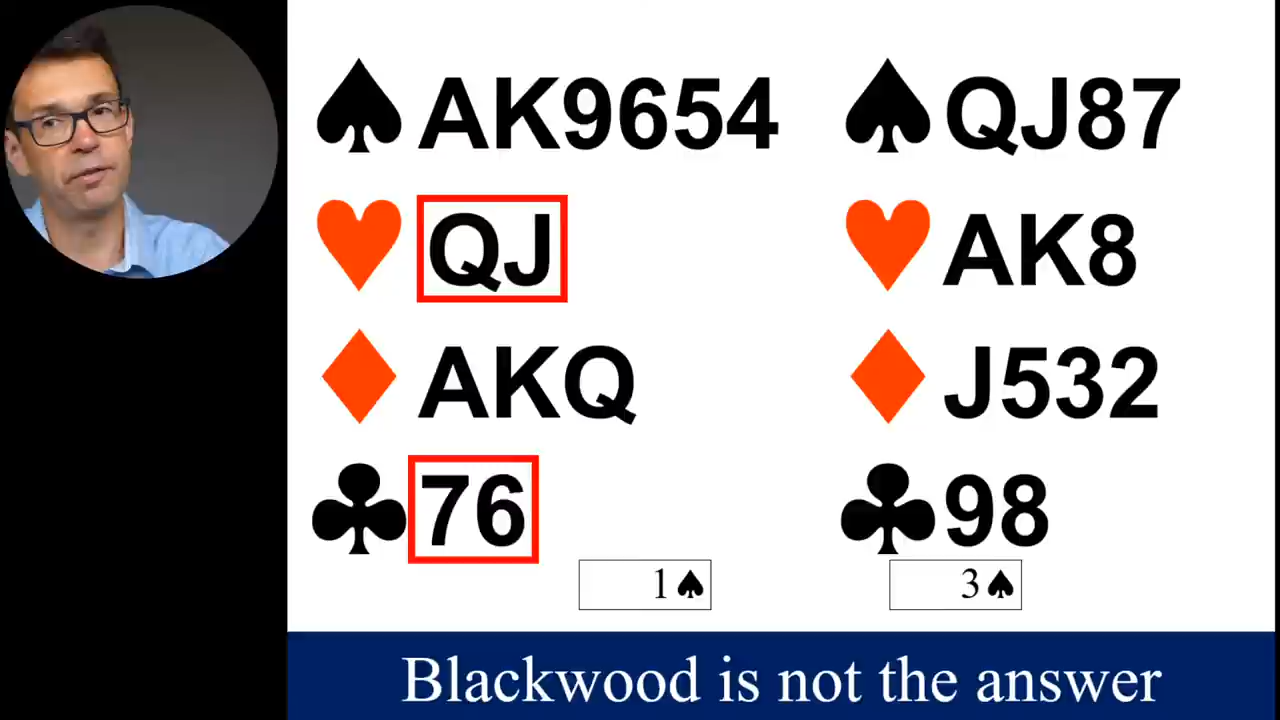 ♠ AK9654 ♠ QJ87
♥ QJ ♥ AK8
♦ AKQ ♦ J532
♣ 76 ♣ 98
1♠ 3♠
Blackwood is not the answer